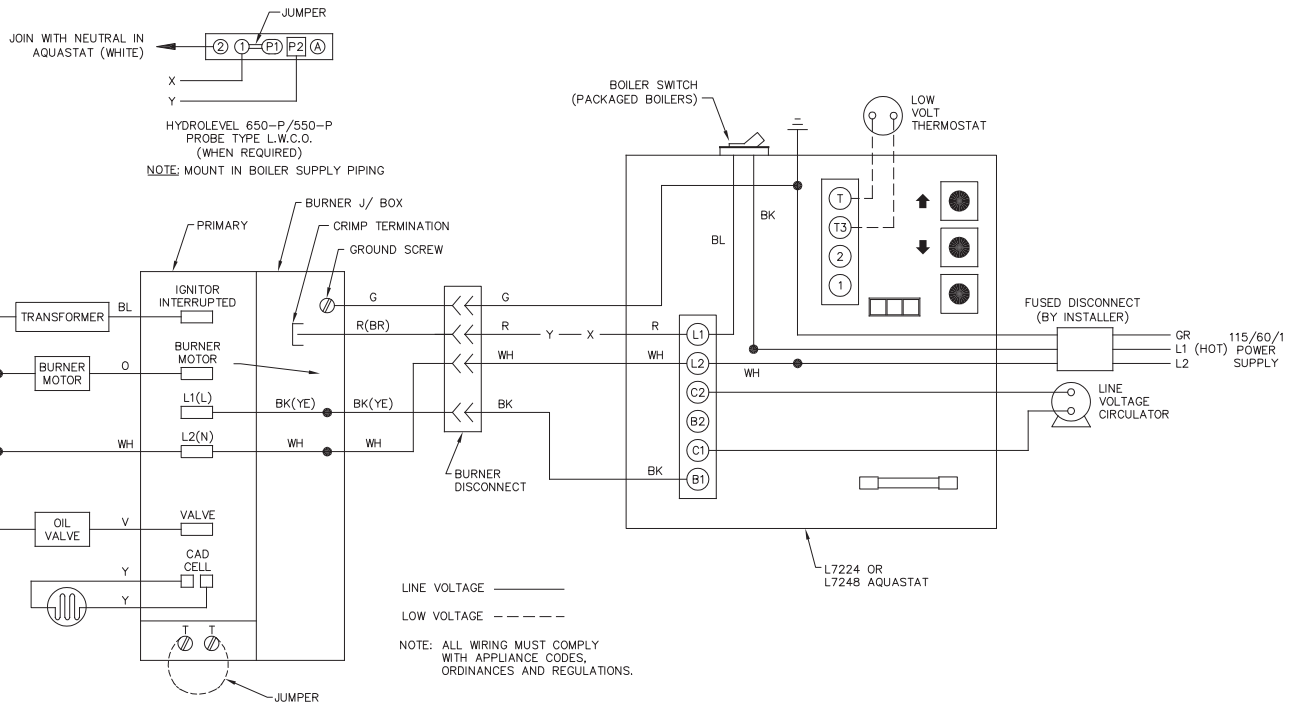 JUMPER
JOIN WITH NEUTRAL IN
AQUASTAT (WHITE)
2 1 P1 P2 A
X
Y
HYDROLEVEL 650-P/550-P
PROBE TYPE L.W.C.O.
(WHEN REQUIRED)
NOTE: MOUNT IN BOILER SUPPLY PIPING
BOILER SWITCH
(PACKAGED BOILERS)
LOW
VOLT
THERMOSTAT
BURNER J/ BOX
PRIMARY
CRIMP TERMINATION
GROUND SCREW
IGNITOR
INTERRUPTED
TRANSFORMER
BL
BURNER
MOTOR
BURNER
MOTOR
O
L1(L)
BK(YE)
BK(YE)
BK
L2(N)
WH
WH
WH
G
G
R(BR)
R
Y
X
R
WH
WH
BURNER
DISCONNECT
BK
BL
BK
WH
T
T3
2
1
L1
L2
C2
B2
C1
B1
FUSED DISCONNECT
(BY INSTALLER)
GR
L1 (HOT)
L2
115/60/1
POWER
SUPPLY
LINE
VOLTAGE
CIRCULATOR
OIL
VALVE
V
VALVE
CAD
CELL
Y
Y
T T
JUMPER
L7224 OR
L7248 AQUASTAT
LINE VOLTAGE
LOW VOLTAGE
NOTE: ALL WIRING MUST COMPLY
WITH APPLIANCE CODES,
ORDINANCES AND REGULATIONS.